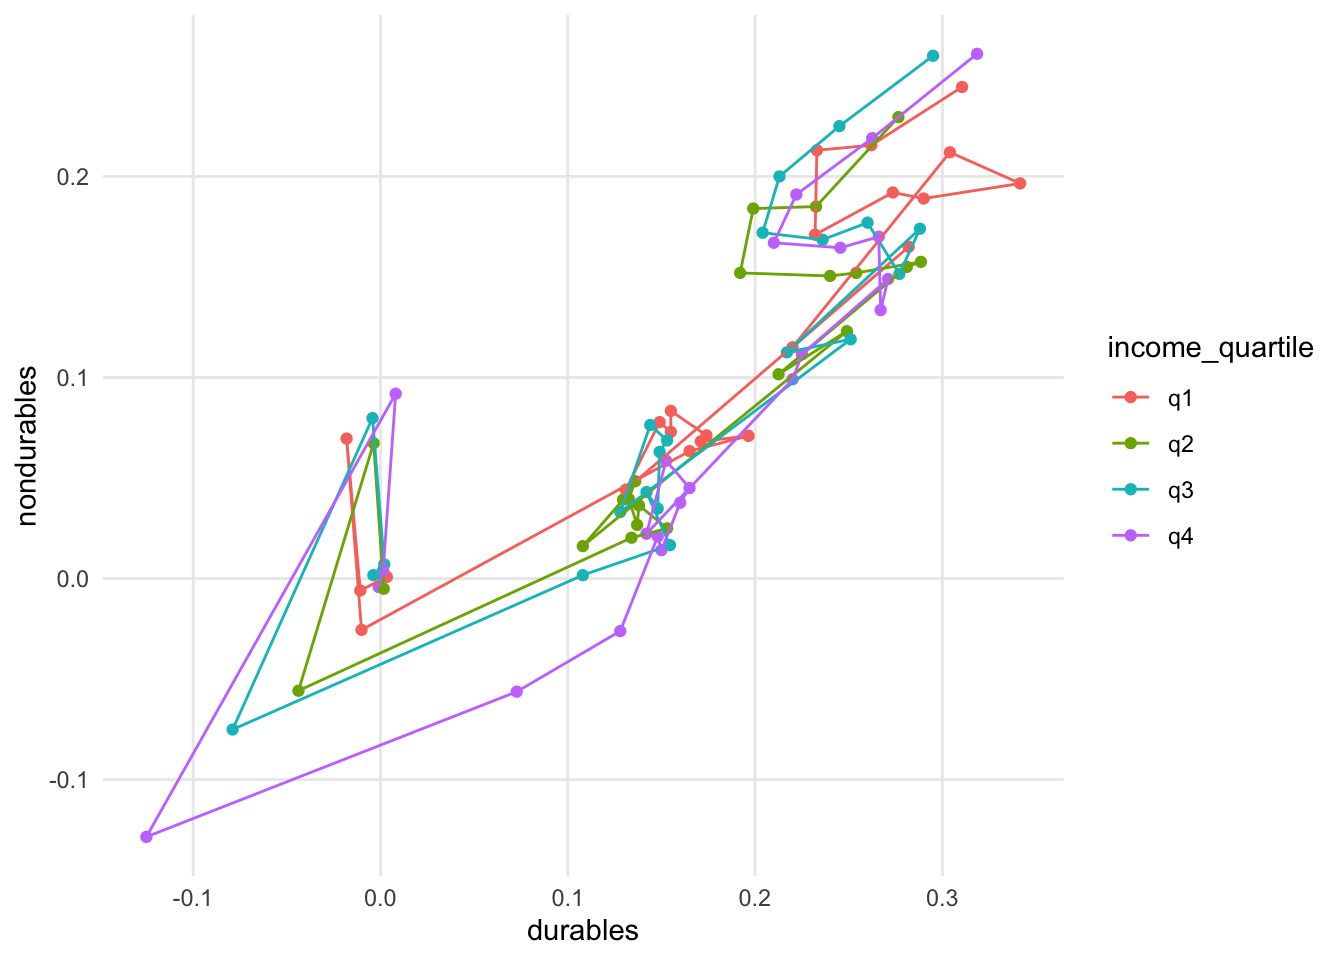 0.2
0.1
0.0
-0.1
nondurables
-0.1
0.0
0.1
0.2
0.3
durables
income_quartile
q1
q2
q3
q4